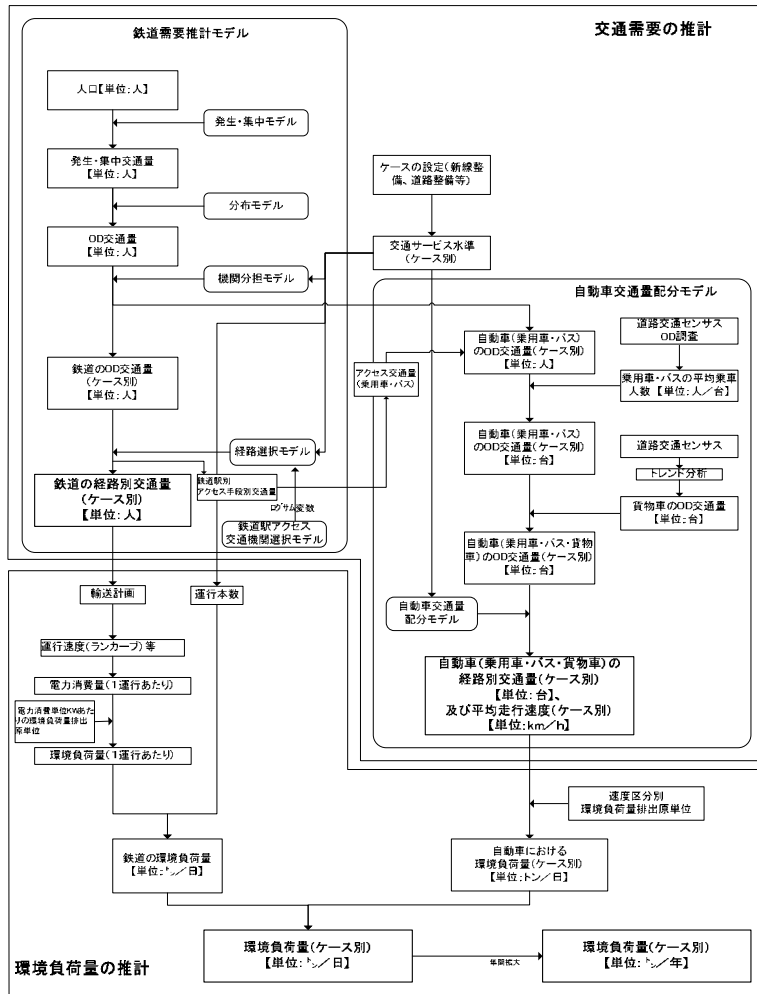 鉄道需要推計モデル
交通需要の推計
人口【単位:人】
発生・集中モデル
発生・集中交通量
【単位:人】
ケースの設定(新線整
備、道路整備等)
分布モデル
OD交通量
【単位:人】
交通サービス水準
(ケース別)
機関分担モデル
自動車交通量配分モデル
道路交通センサス
OD調査
自動車(乗用車・バス)
のOD交通量(ケース別)
【単位:人】
アクセス交通量
(乗用車・バス)
鉄道のOD交通量
(ケース別)
【単位:人】
乗用車・バスの平均乗車
人数【単位:人/台】
自動車(乗用車・バス)
のOD交通量(ケース別)
【単位:台】
経路選択モデル
道路交通センサス
トレンド分析
鉄道の経路別交通量
(ケース別)
【単位:人】
鉄道駅別
アクセス手段別交通量
ログサム変数
貨物車のOD交通量
【単位:台】
鉄道駅アクセス
交通機関選択モデル
自動車(乗用車・バス・貨物
車)のOD交通量(ケース別)
【単位:台】
輸送計画
運行本数
自動車交通量
配分モデル
運行速度(ランカーブ)等
自動車(乗用車・バス・貨物車)の
経路別交通量(ケース別)
【単位:台】、
及び平均走行速度(ケース別)
【単位:km/h】
電力消費量(1運行あたり)
電力消費単位KWあた
りの環境負荷量排出
原単位
環境負荷量(1運行あたり)
速度区分別
環境負荷量排出原単位
鉄道の環境負荷量
【単位:トン/日】
自動車における
環境負荷量(ケース別)
【単位:トン/日】
環境負荷量(ケース別)
【単位:トン/日】
年間拡大
環境負荷量(ケース別)
【単位:トン/年】
環境負荷量の推計